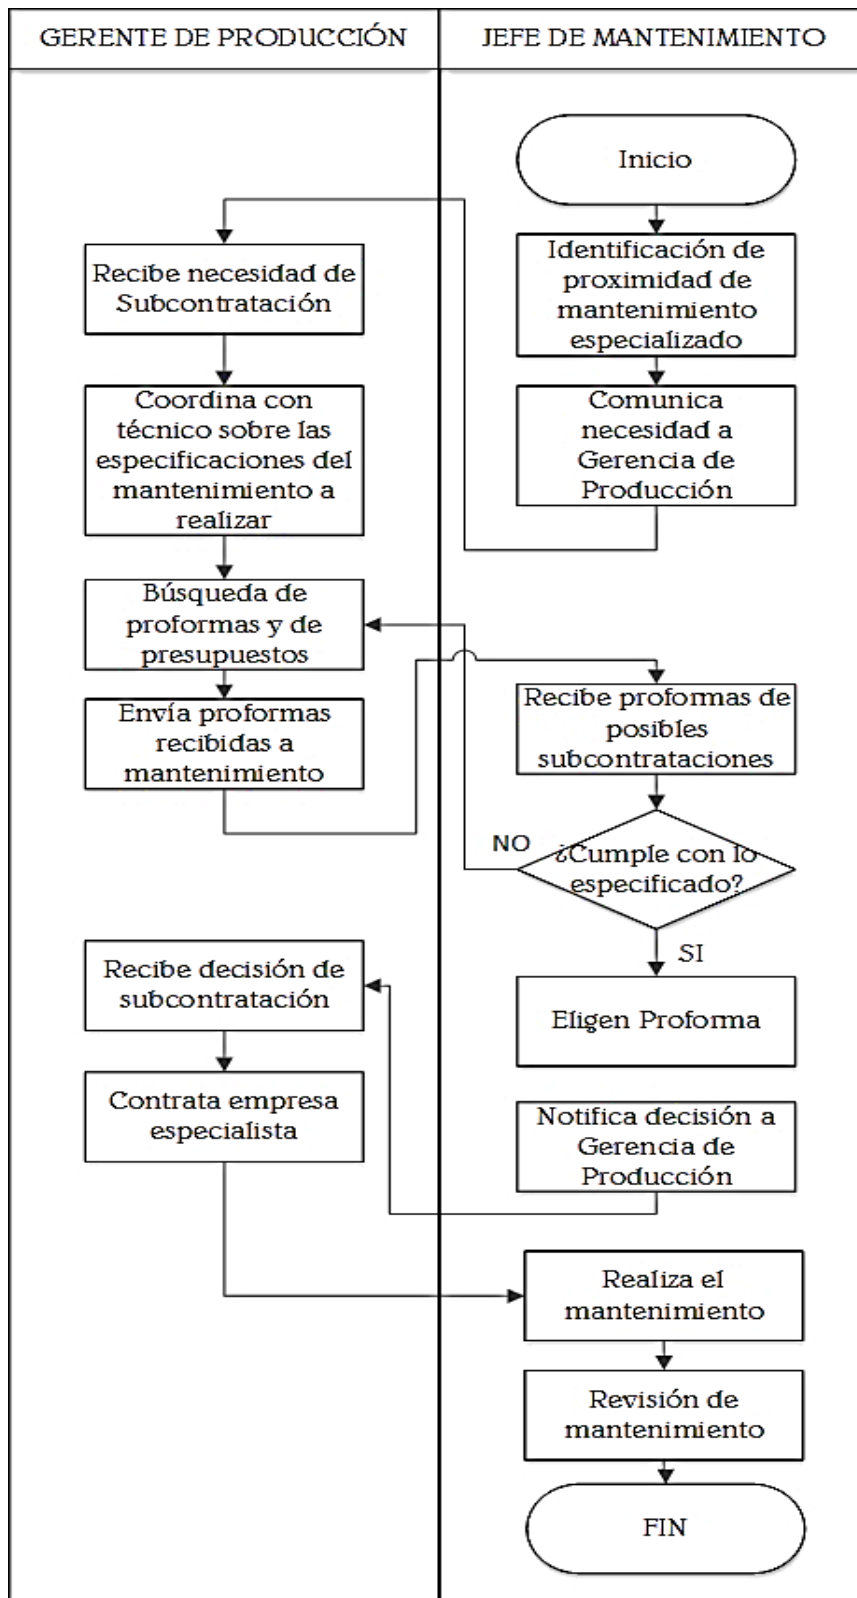 GERENTE DE PRODUCCIÓN
JEFE DE MANTENIMIENTO
Inicio
Identificación de
proximidad de
mantenimiento
especializado
Comunica
necesidad a
Gerencia de
Producción
Recibe necesidad de
Subcontratación
Coordina con
técnico sobre las
especificaciones del
mantenimiento a
realizar
Búsqueda de
proformas y de
presupuestos
Envía proformas
recibidas a
mantenimiento
Recibe proformas de
posibles
subcontrataciones
¿Cumple con lo
especificado?
NO
SI
Eligen Proforma
Notifica decisión a
Gerencia de
Producción
Recibe decisión de
subcontratación
Contrata empresa
especialista
Realiza el
mantenimiento
Revisión de
mantenimiento
FIN